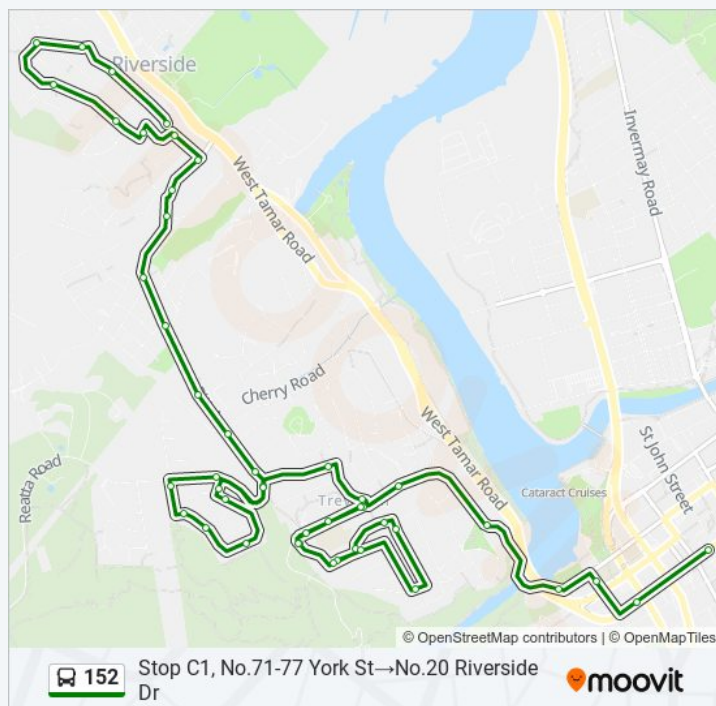 Riverside
West Tamar Road
Invermay Road
Cherry Road
West Tamar Road
Reatta Road
St John Street
Cataract Cruises
© OpenStreetMap contributors | © OpenMapTiles
152
Stop C1, No.71-77 York St→No.20 Riverside
Dr
moovit